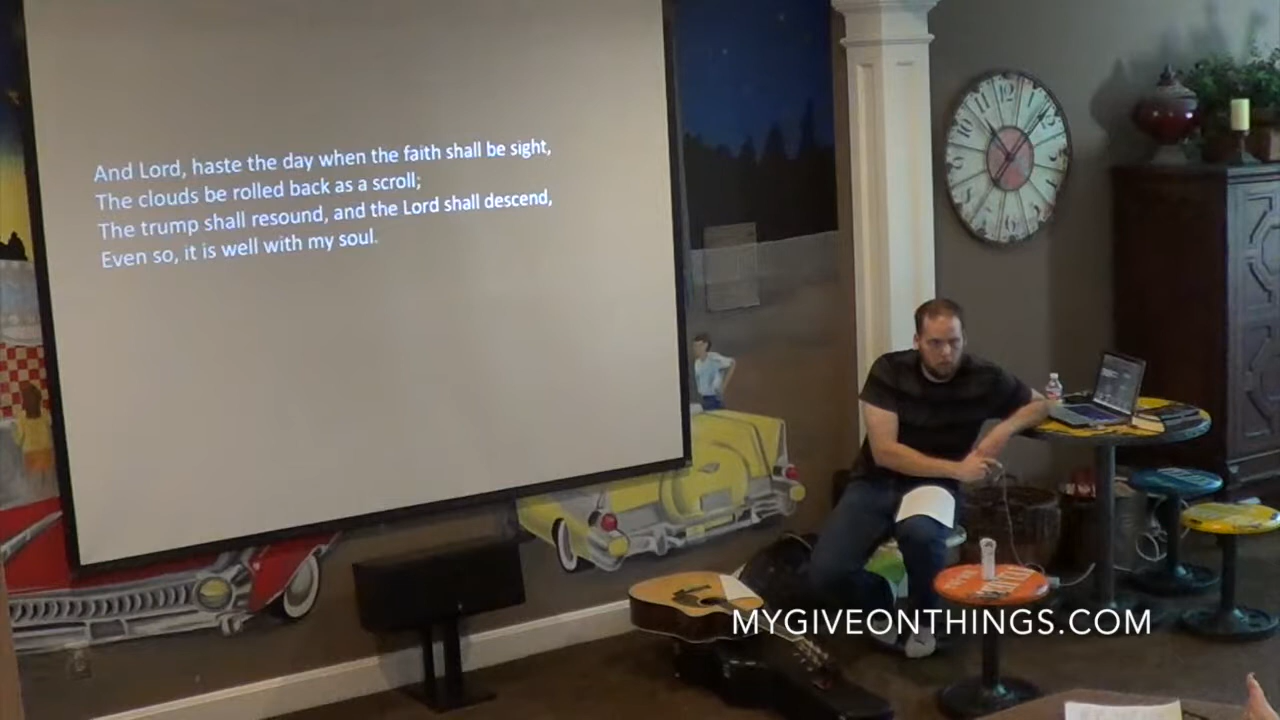 And Lord, haste the day when the faith shall be sight,
The clouds be rolled back as a scroll;
The trump shall resound, and the Lord shall descend,
Even so, it is well with my soul.
MYGIVEONTHINGS.COM